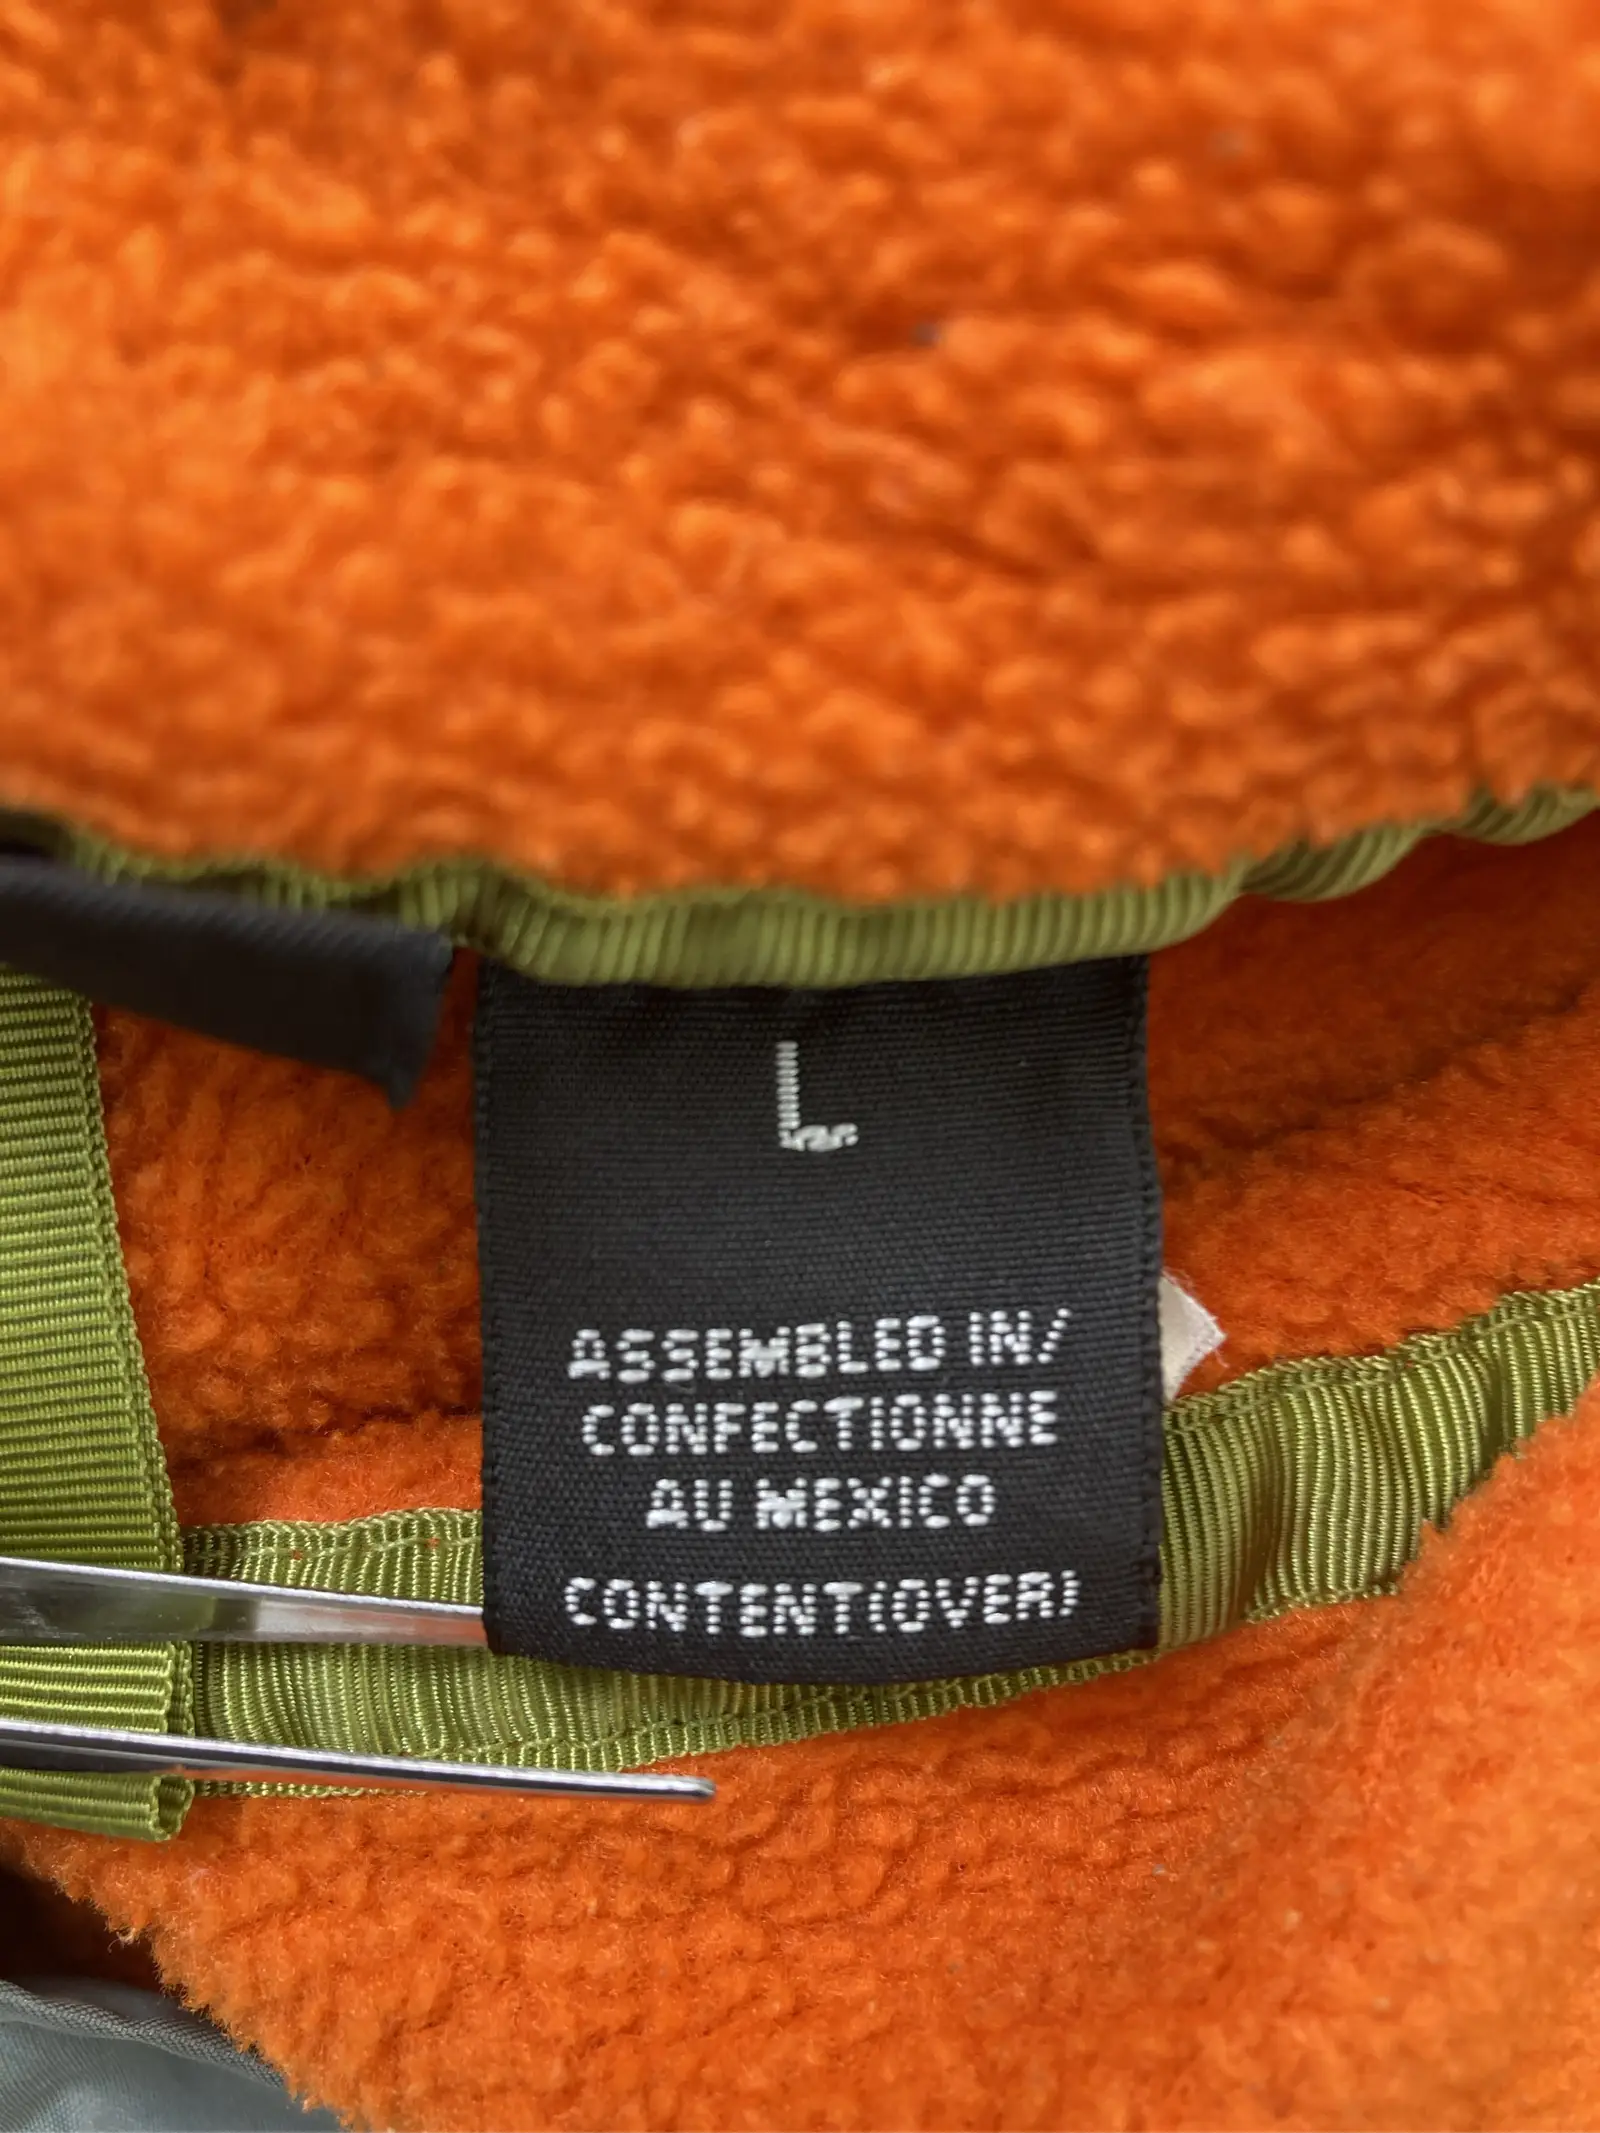 L
ASSEMBLED IN/
CONFECTIONNE
AU MEXICO
CONTENT(OVER)